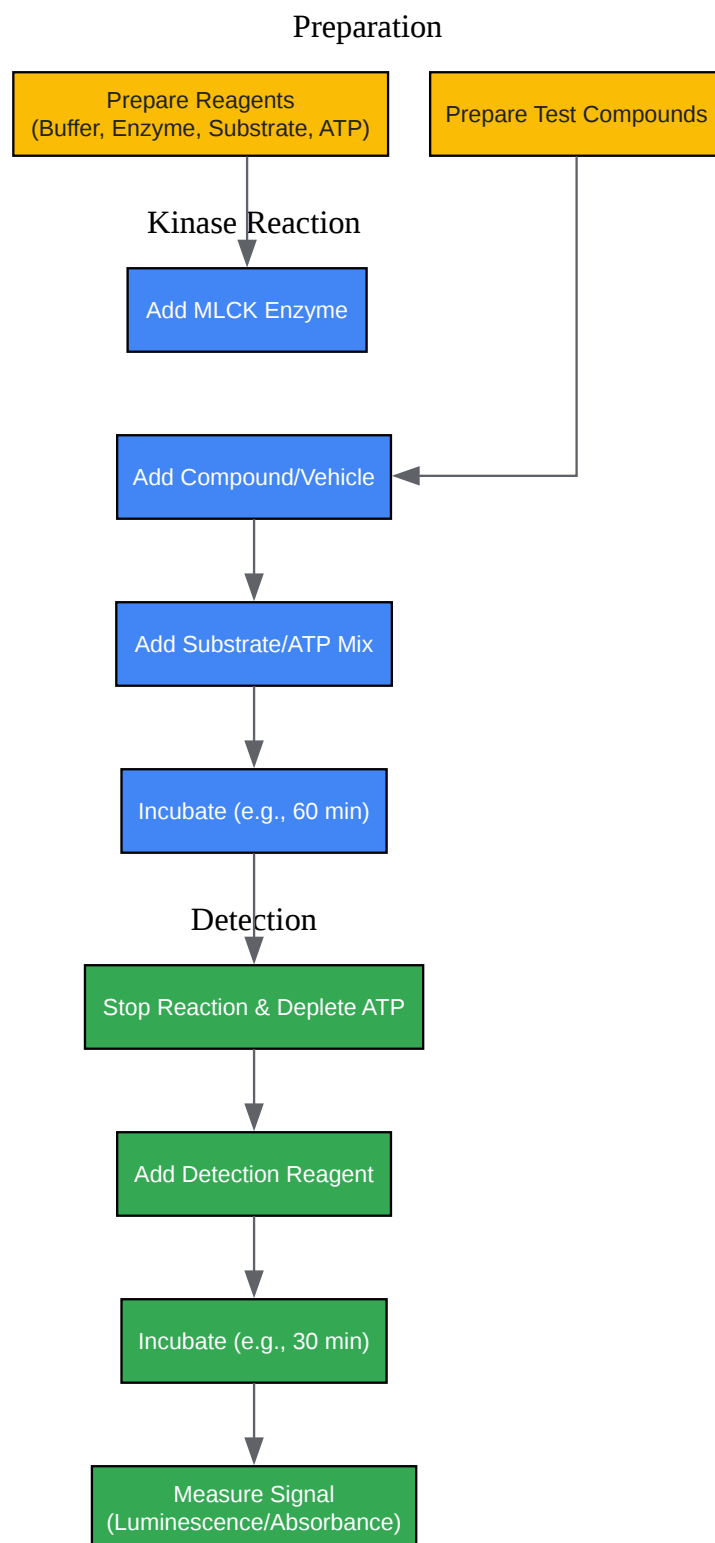 Preparation
Prepare Reagents
(Buffer, Enzyme, Substrate, ATP)
Prepare Test Compounds
Kinase Reaction
Add MLCK Enzyme
Add Compound/Vehicle
Add Substrate/ATP Mix
Incubate (e.g., 60 min)
Detection
Stop Reaction & Deplete ATP
Add Detection Reagent
Incubate (e.g., 30 min)
Measure Signal
(Luminescence/Absorbance)